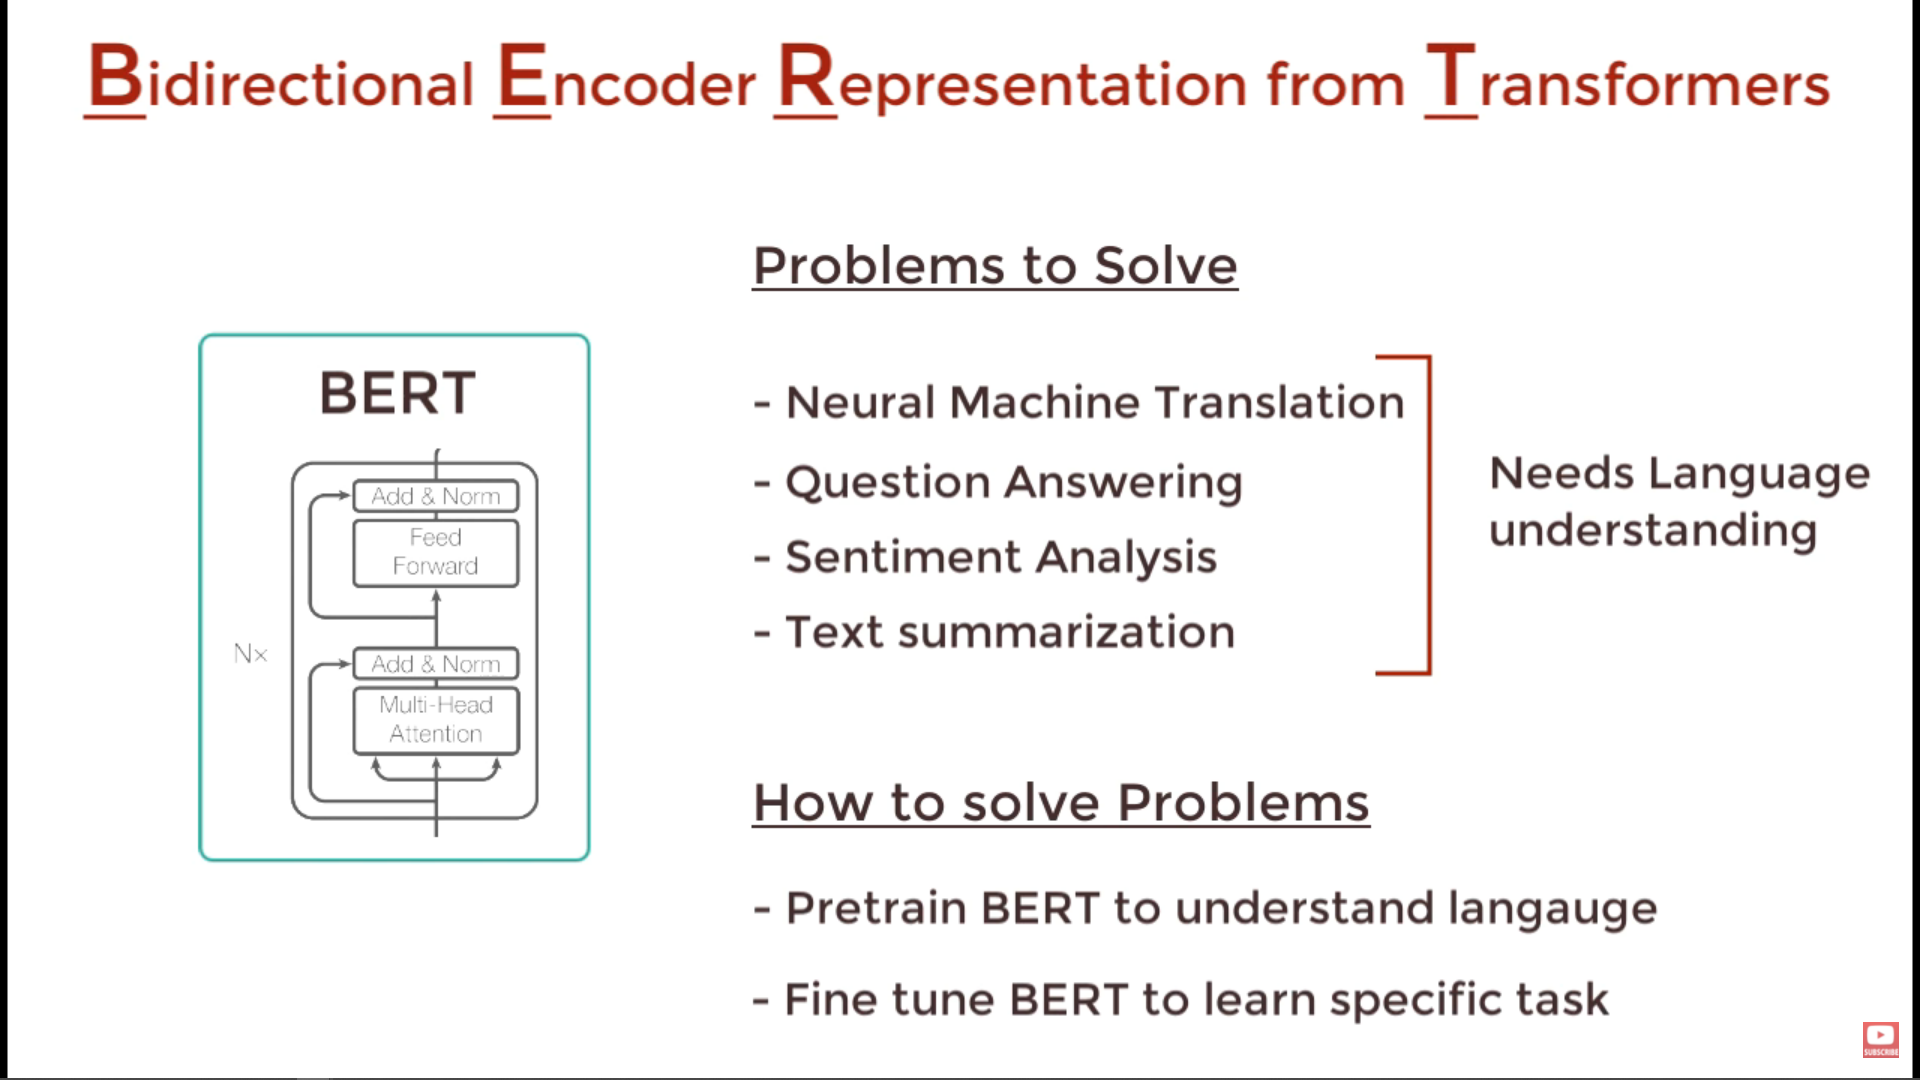 Bidirectional Encoder Representation from Transformers
Problems to Solve
BERT
Add & Norm
Feed
Forward
Nx
Add & Norm
Multi-Head
Attention
- Neural Machine Translation
- Question Answering
- Sentiment Analysis
- Text summarization
Needs Language
understanding
How to solve Problems
- Pretrain BERT to understand langauge
- Fine tune BERT to learn specific task
SUBSCRIBE